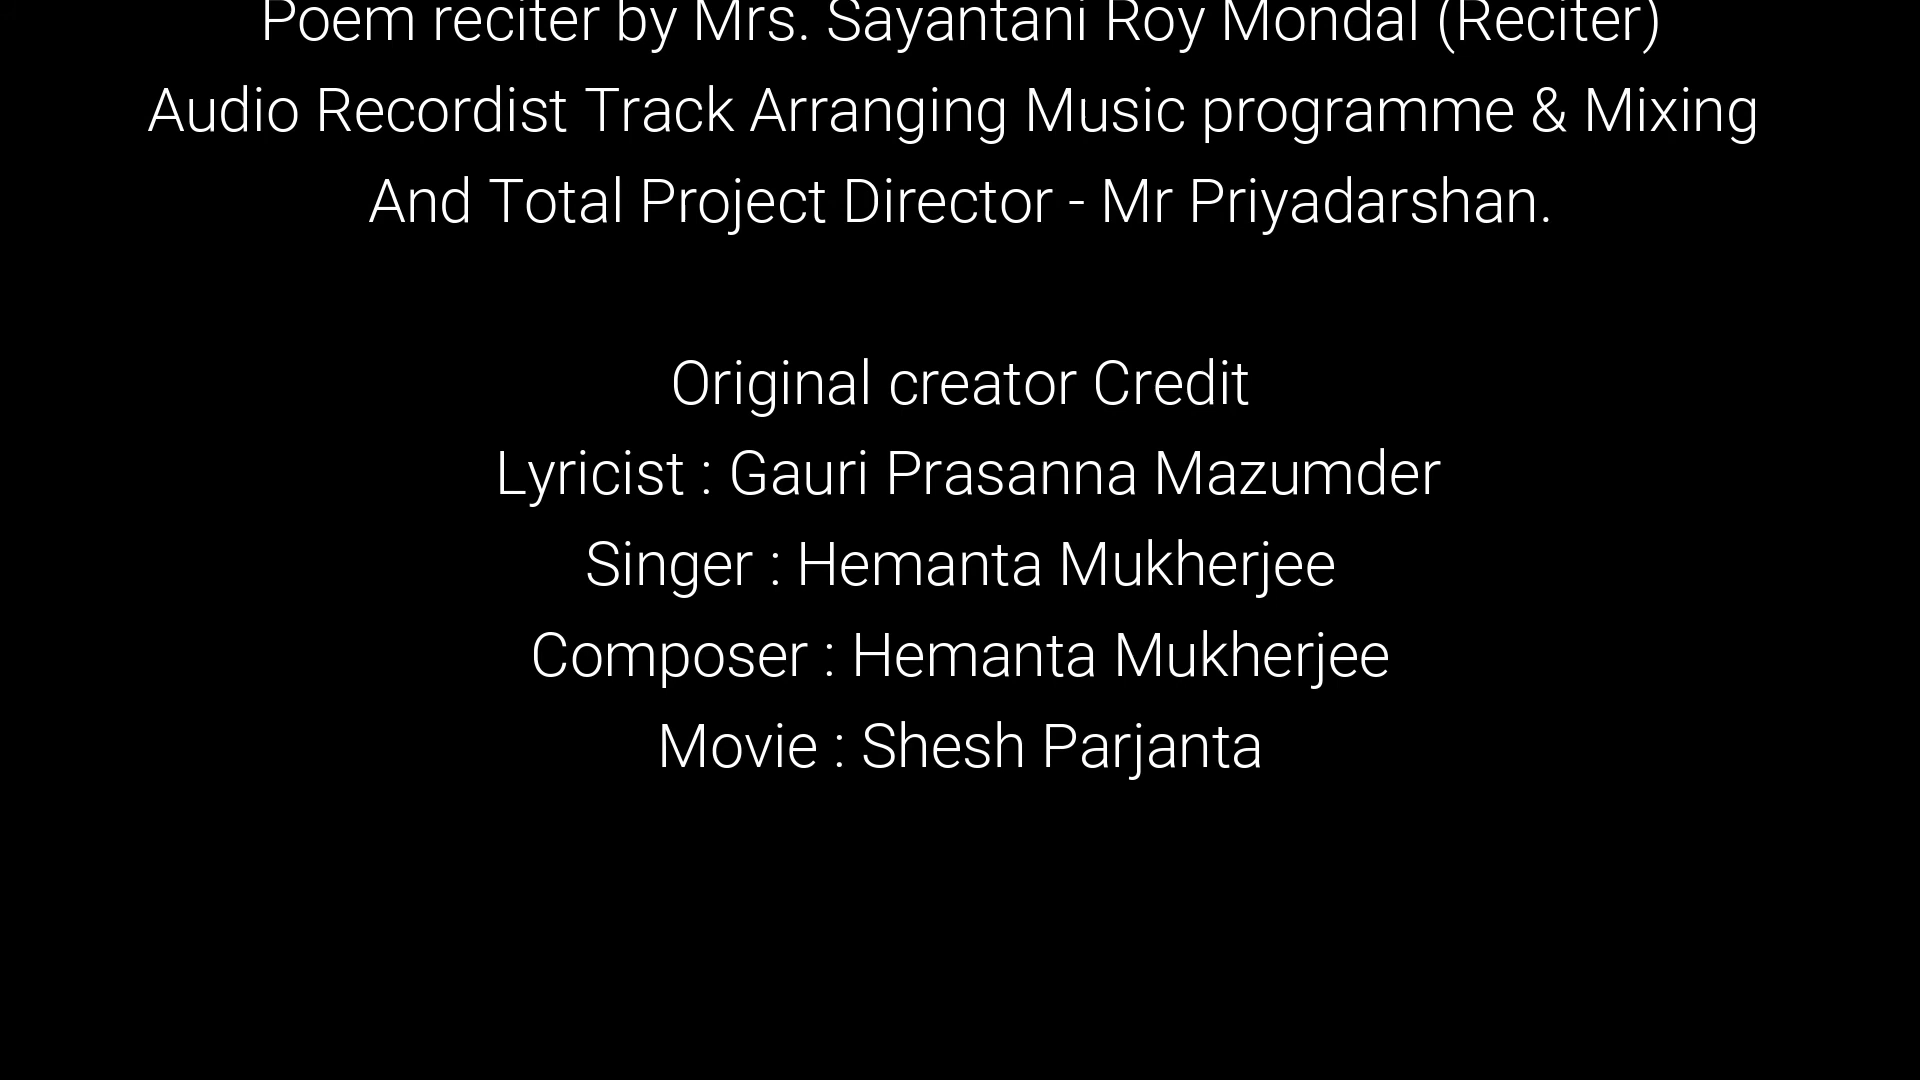 Poem reciter by Mrs. Sayantani Roy Mondal (Reciter)
Audio Recordist Track Arranging Music programme & Mixing
And Total Project Director - Mr Priyadarshan.
Original creator Credit
Lyricist : Gauri Prasanna Mazumder
Singer : Hemanta Mukherjee
Composer : Hemanta Mukherjee
Movie : Shesh Parjanta